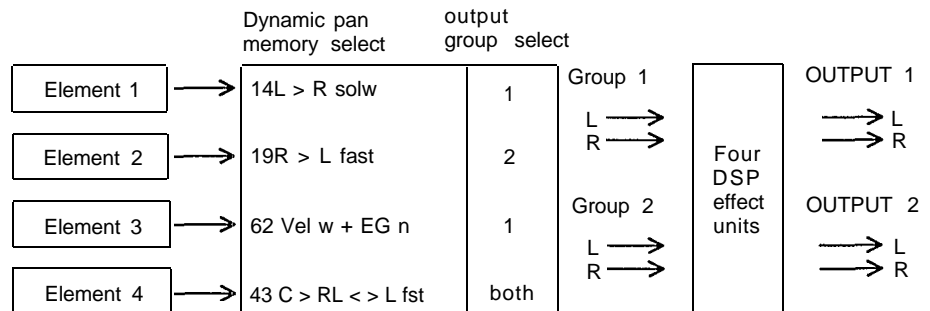 Dynamic pan
memory select
output
group select
Element 1
14L > R solw
1
Group 1
L
R
OUTPUT 1
L
R
Element 2
19R > L fast
2
Four
DSP
effect
units
Element 3
62 Vel w + EG n
1
Group 2
L
R
OUTPUT 2
L
R
Element 4
43 C > RL < > L fst
both